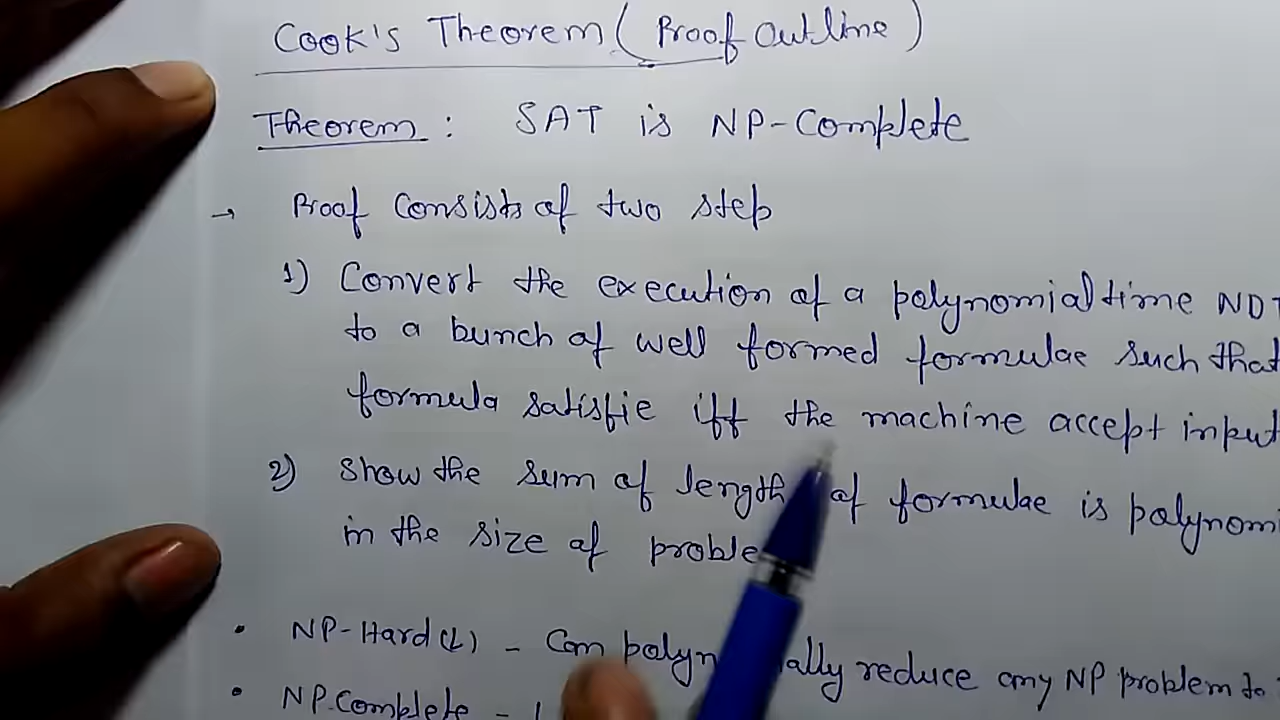 Cook's Theorem (Proof Outline)
Theorem : SAT is NP-Complete
→ Proof Consists of two step
1) Convert the execution of a polynomial time
to a bunch of well formed formulae such that
formula satisfie iff the machine accept input
2) Show the sum of length of formulae is
in the size of
• NP-Hard (L) - Can reduce any NP problem to
• NP.Complete -